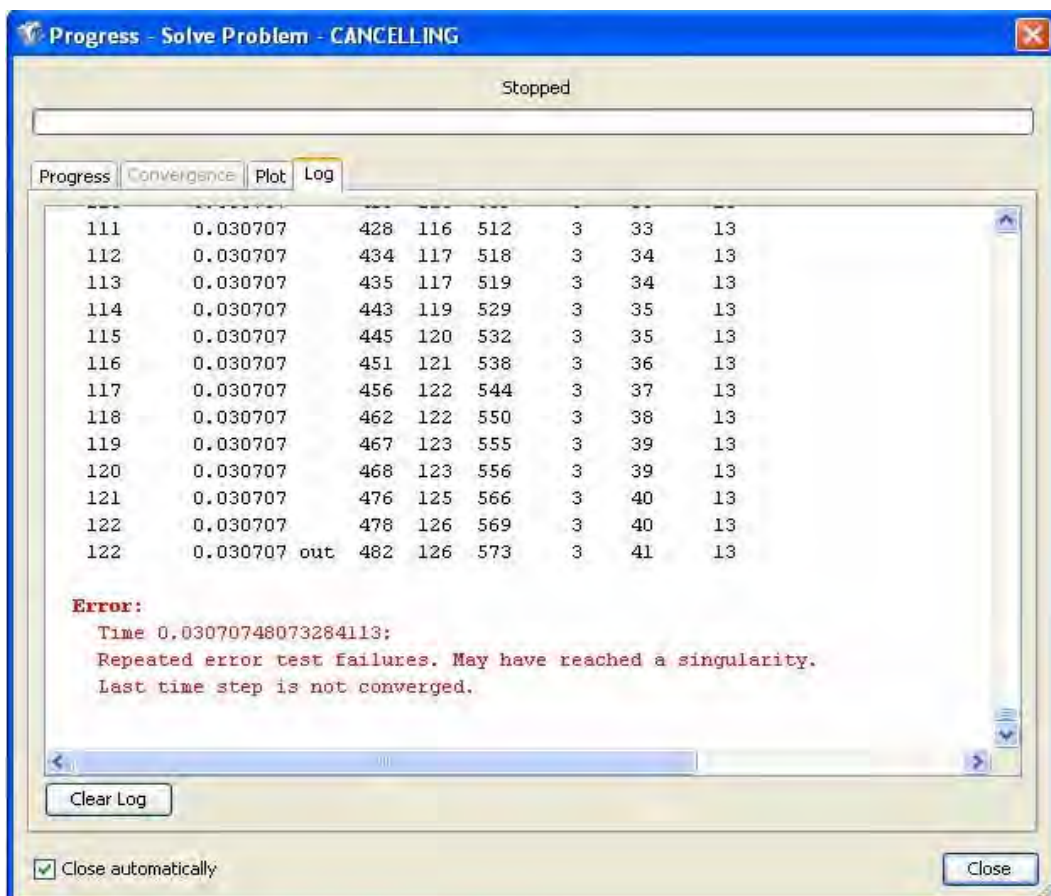 Progress - Solve Problem - CANCELLING
Stopped
Progress Convergence Plot Log
111 0.030707 428 116 512 3 33 13
112 0.030707 434 117 518 3 34 13
113 0.030707 435 117 519 3 34 13
114 0.030707 443 119 529 3 35 13
115 0.030707 445 120 532 3 35 13
116 0.030707 451 121 538 3 36 13
117 0.030707 456 122 544 3 37 13
118 0.030707 462 122 550 3 38 13
119 0.030707 467 123 555 3 39 13
120 0.030707 468 123 556 3 39 13
121 0.030707 476 125 566 3 40 13
122 0.030707 478 126 569 3 40 13
122 0.030707 out 482 126 573 3 41 13
Error:
Time 0.03070748073284113:
Repeated error test failures. May have reached a singularity.
Last time step is not converged.
Clear Log
Close automatically
Close